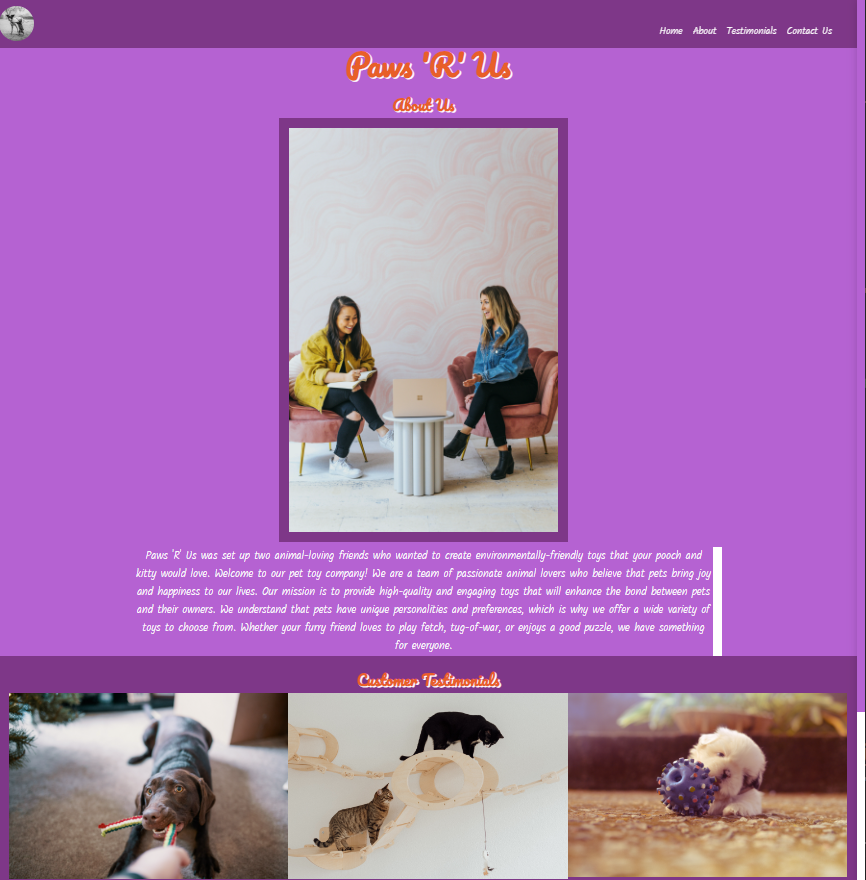 Home About Testimonials Contact Us
Paws 'R' Us
About Us
Paws 'R' Us was set up two animal-loving friends who wanted to create environmentally-friendly toys that your pooch and
kitty would love. Welcome to our pet toy company! We are a team of passionate animal lovers who believe that pets bring joy
and happiness to our lives. Our mission is to provide high-quality and engaging toys that will enhance the bond between pets
and their owners. We understand that pets have unique personalities and preferences, which is why we offer a wide variety of
toys to choose from. Whether your furry friend loves to play fetch, tug-of-war, or enjoys a good puzzle, we have something
for everyone.
Customer Testimonials